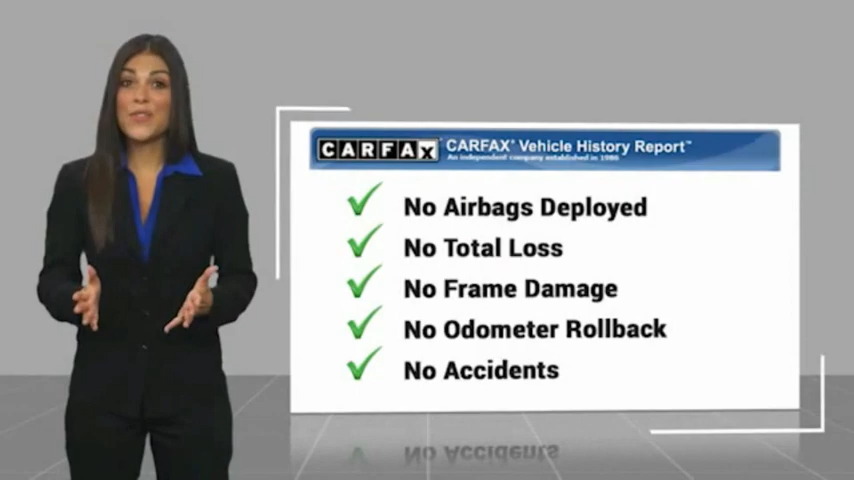 CARFAX CARFAX® Vehicle History Report™
An independent company established in 1986
No Airbags Deployed
No Total Loss
No Frame Damage
No Odometer Rollback
No Accidents
No Accidents